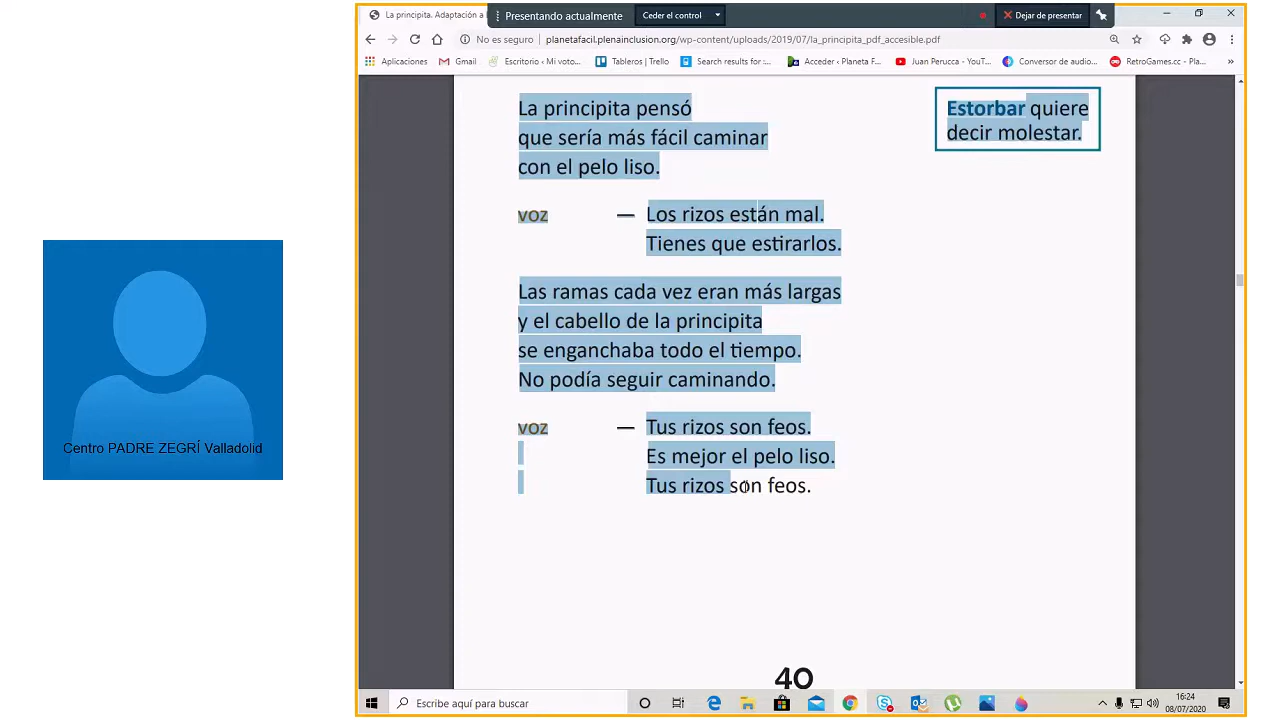 La principita. Adaptación a l
Presentando actualmente
Ceder el control
Dejar de presentar
No es seguro
planetafacil.plenainclusion.org/wp-content/uploads/2019/07/la_principita_pdf_accesible.pdf
Aplicaciones
Gmail
Escritorio ‹ Mi voto...
Tableros | Trello
Search results for :...
Acceder ‹ Planeta F...
Juan Perucca - You...
Conversor de audio...
RetroGames.cc - Pla...
»
La principita pensó
que sería más fácil caminar
con el pelo liso.
Estorbar quiere
decir molestar.
voz — Los rizos están mal.
Tienes que estirarlos.
Las ramas cada vez eran más largas
y el cabello de la principita
se enganchaba todo el tiempo.
No podía seguir caminando.
voz — Tus rizos son feos.
Es mejor el pelo liso.
Tus rizos son feos.
40
Centro PADRE ZEGRÍ Valladolid
Escribe aquí para buscar
16:24
08/07/2020